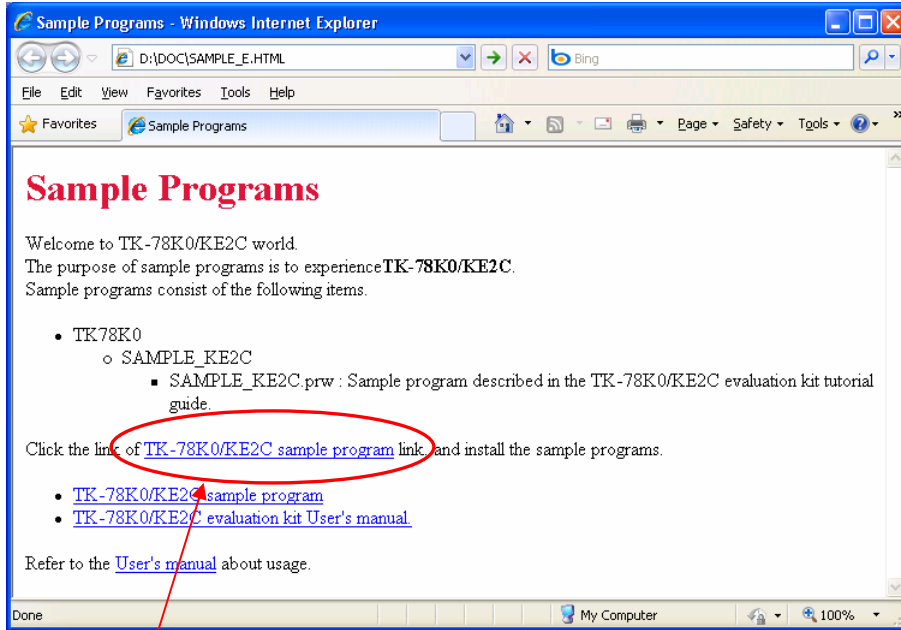 Sample Programs - Windows Internet Explorer
D:\DOC\SAMPLE_E.HTML
Bing
File Edit View Favorites Tools Help
Favorites Sample Programs Page Safety Tools »
Sample Programs
Welcome to TK-78K0/KE2C world.
The purpose of sample programs is to experienceTK-78K0/KE2C.
Sample programs consist of the following items.
TK78K0
SAMPLE_KE2C
SAMPLE_KE2C.prw : Sample program described in the TK-78K0/KE2C evaluation kit tutorial
guide.
Click the link of TK-78K0/KE2C sample program link, and install the sample programs.
TK-78K0/KE2C sample program
TK-78K0/KE2C evaluation kit User's manual.
Refer to the User's manual about usage.
Done My Computer 100%